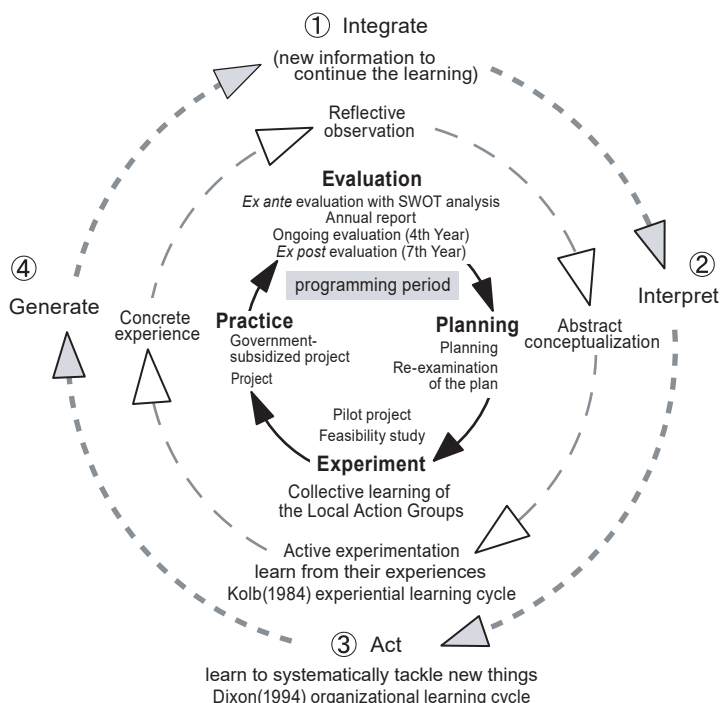 ① Integrate
(new information to
continue the learning)
Reflective
observation
Evaluation
Ex ante evaluation with SWOT analysis
Annual report
Ongoing evaluation (4th Year)
Ex post evaluation (7th Year)
programming period
④
Generate
②
Interpret
Concrete
experience
Practice
Government-
subsidized project
Project
Planning
Planning
Re-examination
of the plan
Abstract
conceptualization
Pilot project
Feasibility study
Experiment
Collective learning of
the Local Action Groups
Active experimentation
learn from their experiences
Kolb(1984) experiential learning cycle
③ Act
learn to systematically tackle new things
Dixon(1994) organizational learning cycle